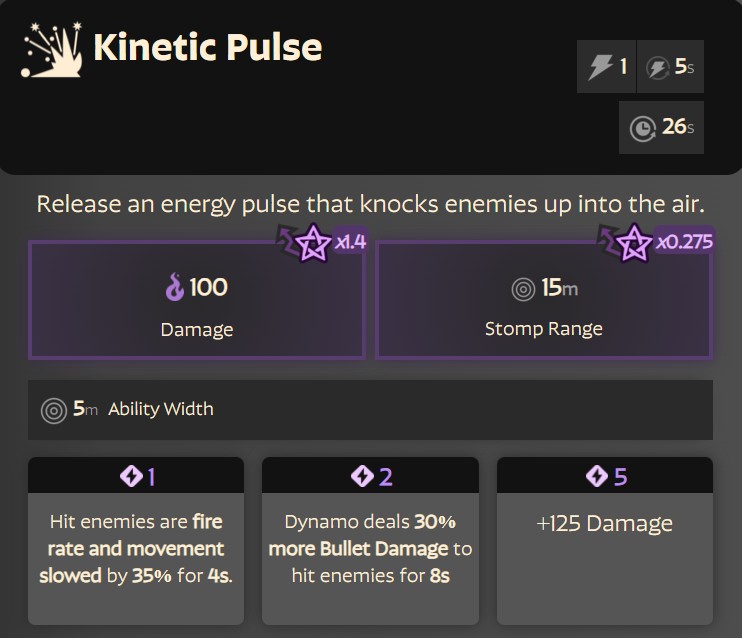 Kinetic Pulse
1
5s
26s
Release an energy pulse that knocks enemies up into the air.
x1.4
100
Damage
x0.275
15m
Stomp Range
5m Ability Width
1
Hit enemies are fire
rate and movement
slowed by 35% for 4s.
2
Dynamo deals 30%
more Bullet Damage to
hit enemies for 8s
5
+125 Damage